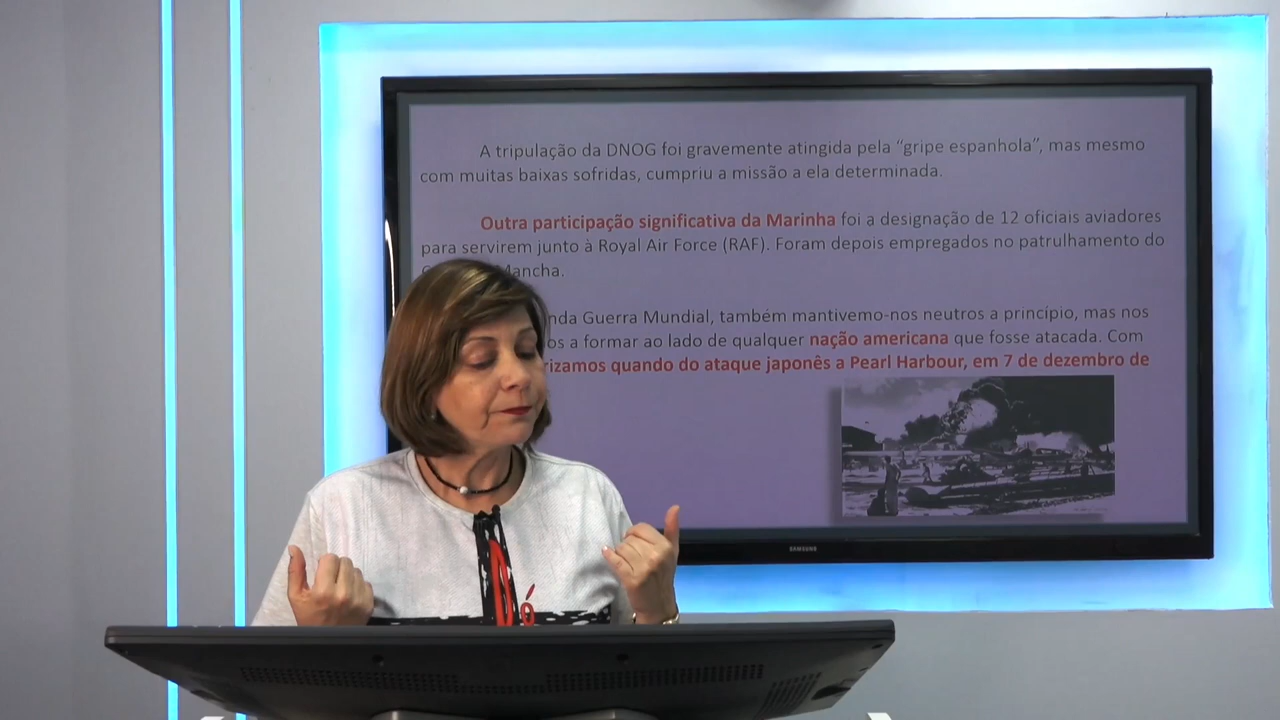 A tripulação da DNOG foi gravemente atingida pela “gripe espanhola”, mas mesmo
com muitas baixas sofridas, cumpriu a missão a ela determinada.
Outra participação significativa da Marinha foi a designação de 12 oficiais aviadores
para servirem junto à Royal Air Force (RAF). Foram depois empregados no patrulhamento do
Mancha.
nda Guerra Mundial, também mantivemo-nos neutros a princípio, mas nos
os a formar ao lado de qualquer nação americana que fosse atacada. Com
rizamos quando do ataque japonês a Pearl Harbour, em 7 de dezembro de
SAMSUNG